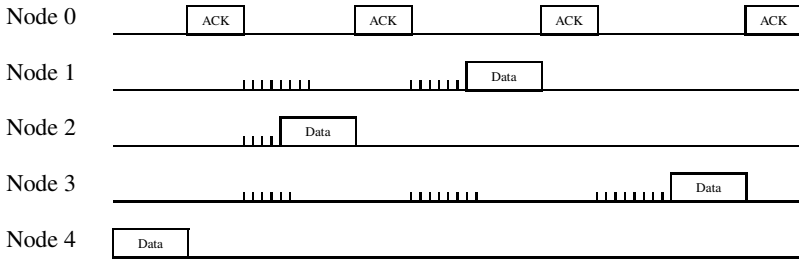 Node 0 ACK ACK ACK ACK
Node 1 Data
Node 2 Data
Node 3 Data
Node 4 Data